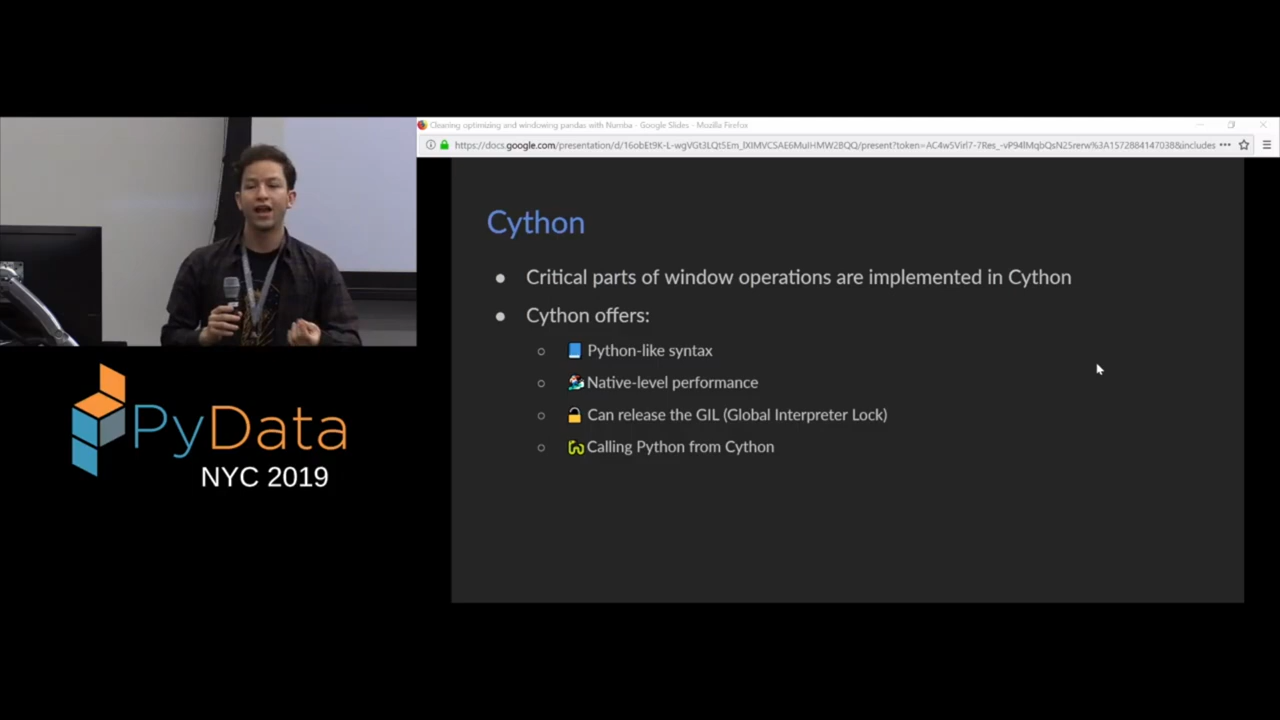 Cleaning optimizing and windowing pandas with Numba - Google Slides - Mozilla Firefox
Cython
● Critical parts of window operations are implemented in Cython
● Cython offers:
○ Python-like syntax
○ Native-level performance
○ Can release the GIL (Global Interpreter Lock)
○ Calling Python from Cython
PyData
NYC 2019